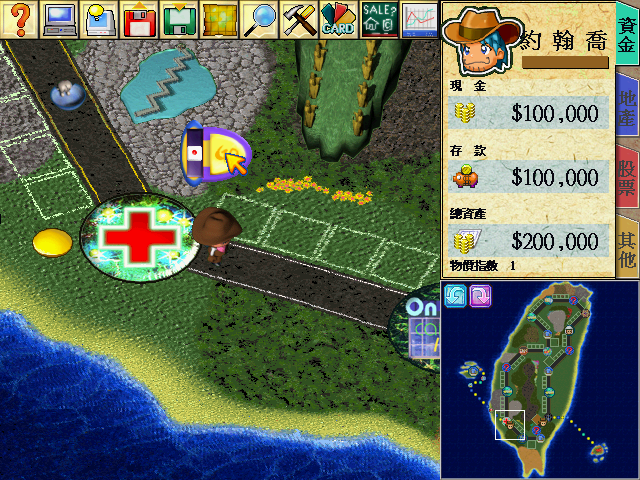 ?
CARD
SALE?
約翰喬
現金
$100,000
存款
$100,000
總資產
$200,000
物價指數 1
資金
地產
股票
其他
On